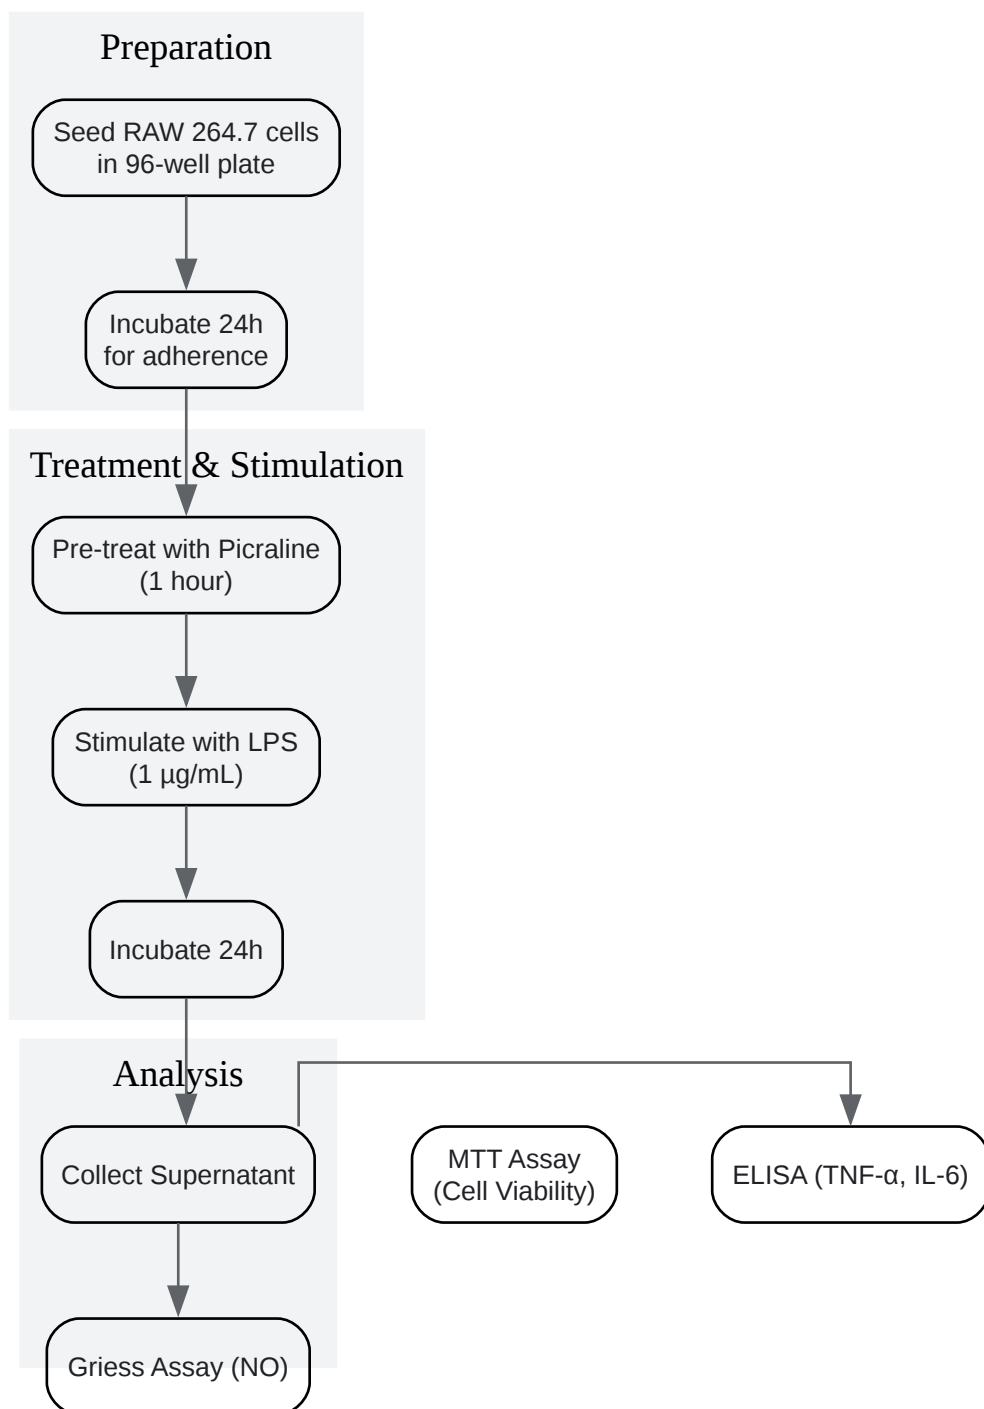 Preparation
Seed RAW 264.7 cells
in 96-well plate
Incubate 24h
for adherence
Treatment & Stimulation
Pre-treat with Picraline
(1 hour)
Stimulate with LPS
(1 µg/mL)
Incubate 24h
Analysis
Collect Supernatant
MTT Assay
(Cell Viability)
ELISA (TNF-α, IL-6)
Griess Assay (NO)